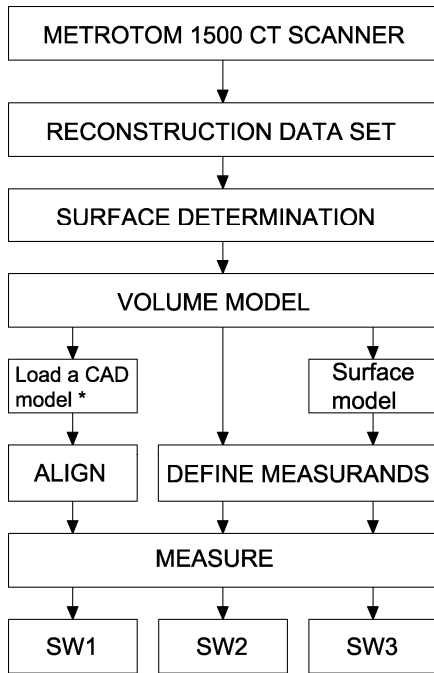 METROTOM 1500 CT SCANNER
RECONSTRUCTION DATA SET
SURFACE DETERMINATION
VOLUME MODEL
Load a CAD
model *
Surface
model
ALIGN
DEFINE MEASURANDS
MEASURE
SW1
SW2
SW3